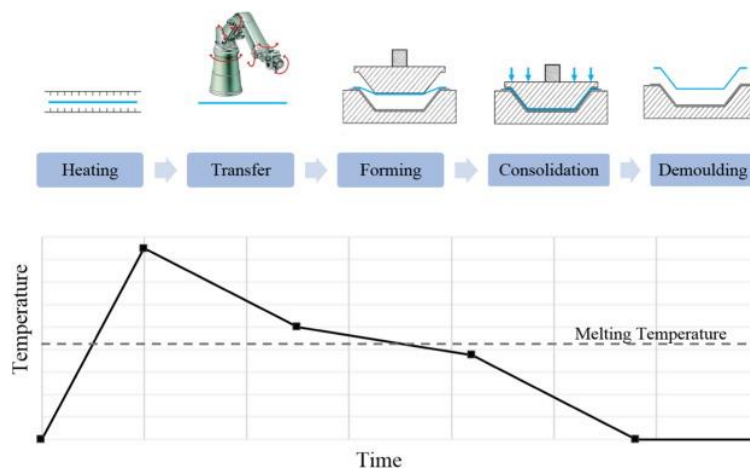 Heating
Transfer
Forming
Consolidation
Demoulding
Temperature
Melting Temperature
Time